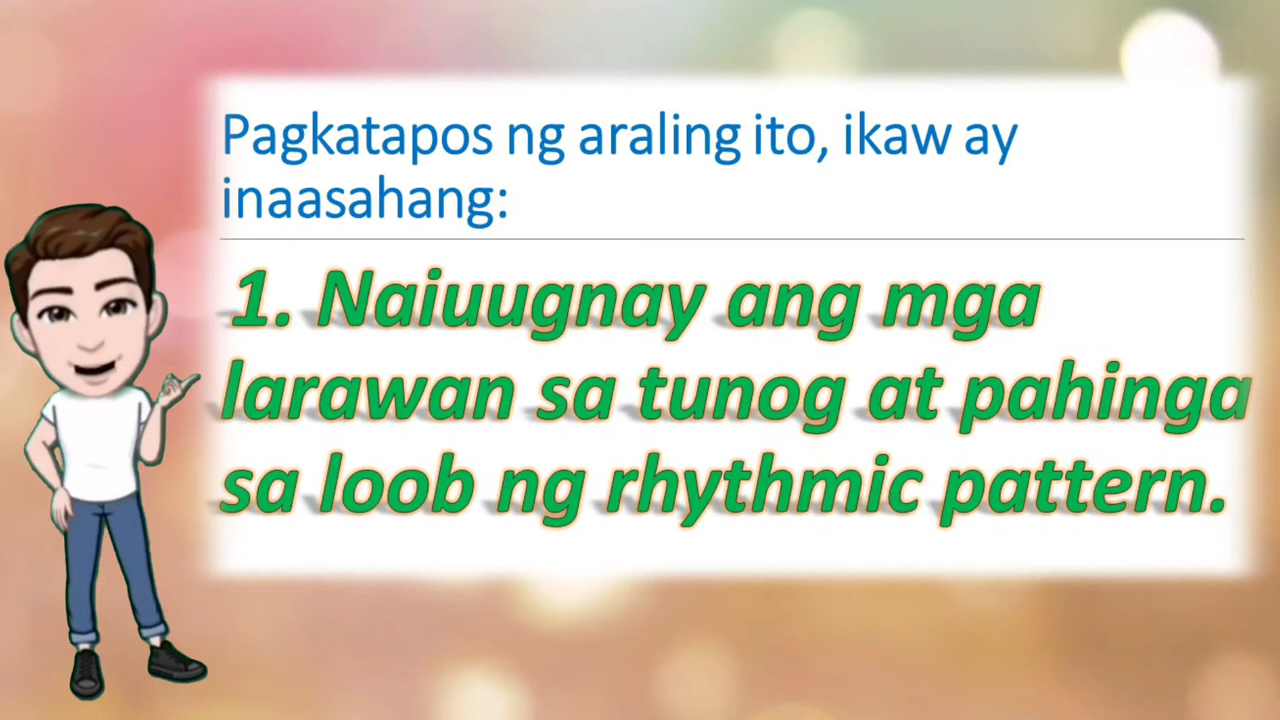 Pagkatapos ng araling ito, ikaw ay
inaasahang:
1. Naiuugnay ang mga
larawan sa tunog at pahinga
sa loob ng rhythmic pattern.